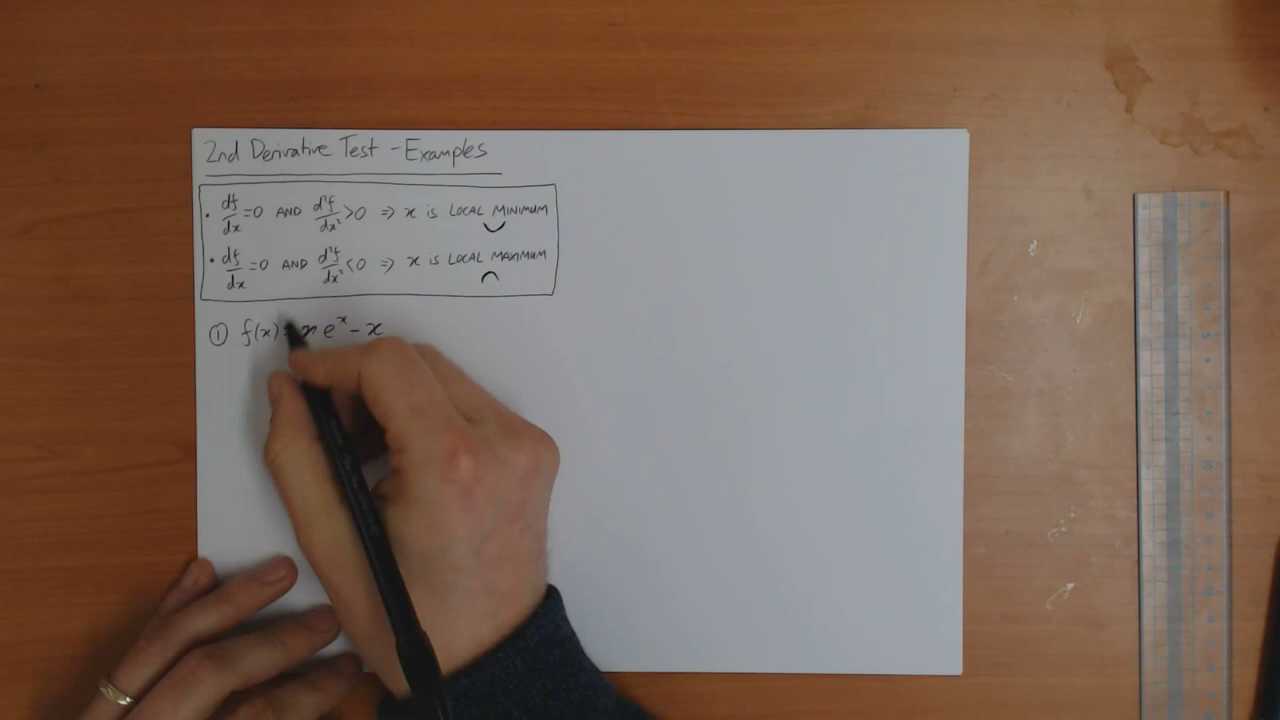 2nd Derivative Test - Examples
• df/dx = 0 AND d²f/dx² > 0 ⇒ x is LOCAL MINIMUM
• df/dx = 0 AND d²f/dx² < 0 ⇒ x is LOCAL MAXIMUM
① f(x) = x eˣ - x